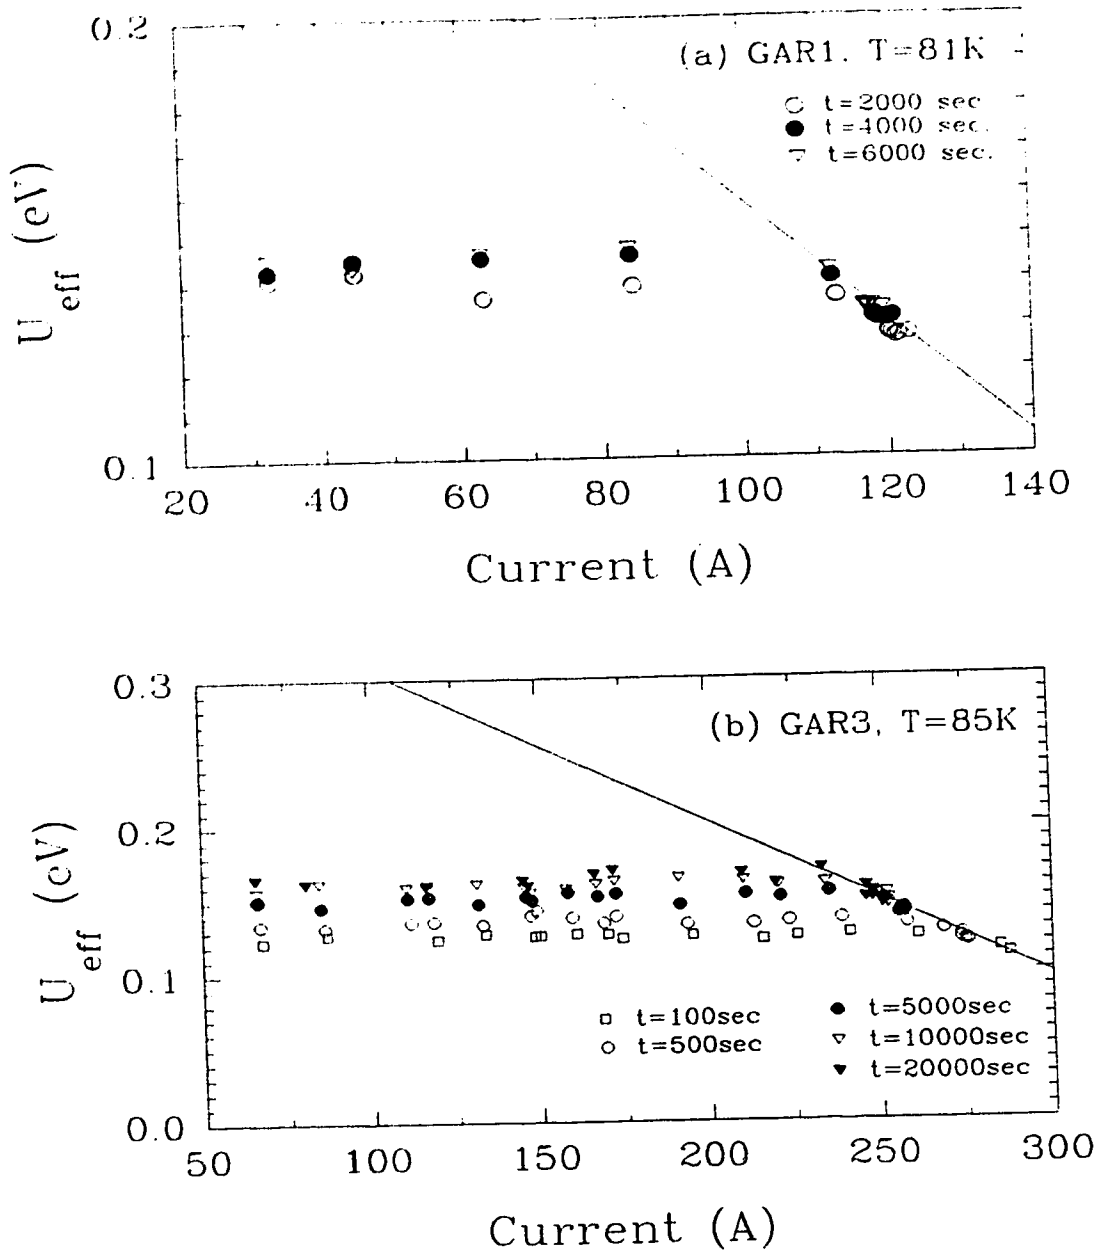 0.2
(a) GAR1. T=81K
t=2000 sec
t=4000 sec.
t=6000 sec.
U eff (eV)
0.1
20 40 60 80 100 120 140
Current (A)
0.3
(b) GAR3, T=85K
0.2
U eff (eV)
0.1
t=100sec
t=500sec
t=5000sec
t=10000sec
t=20000sec
0.0
50 100 150 200 250 300
Current (A)